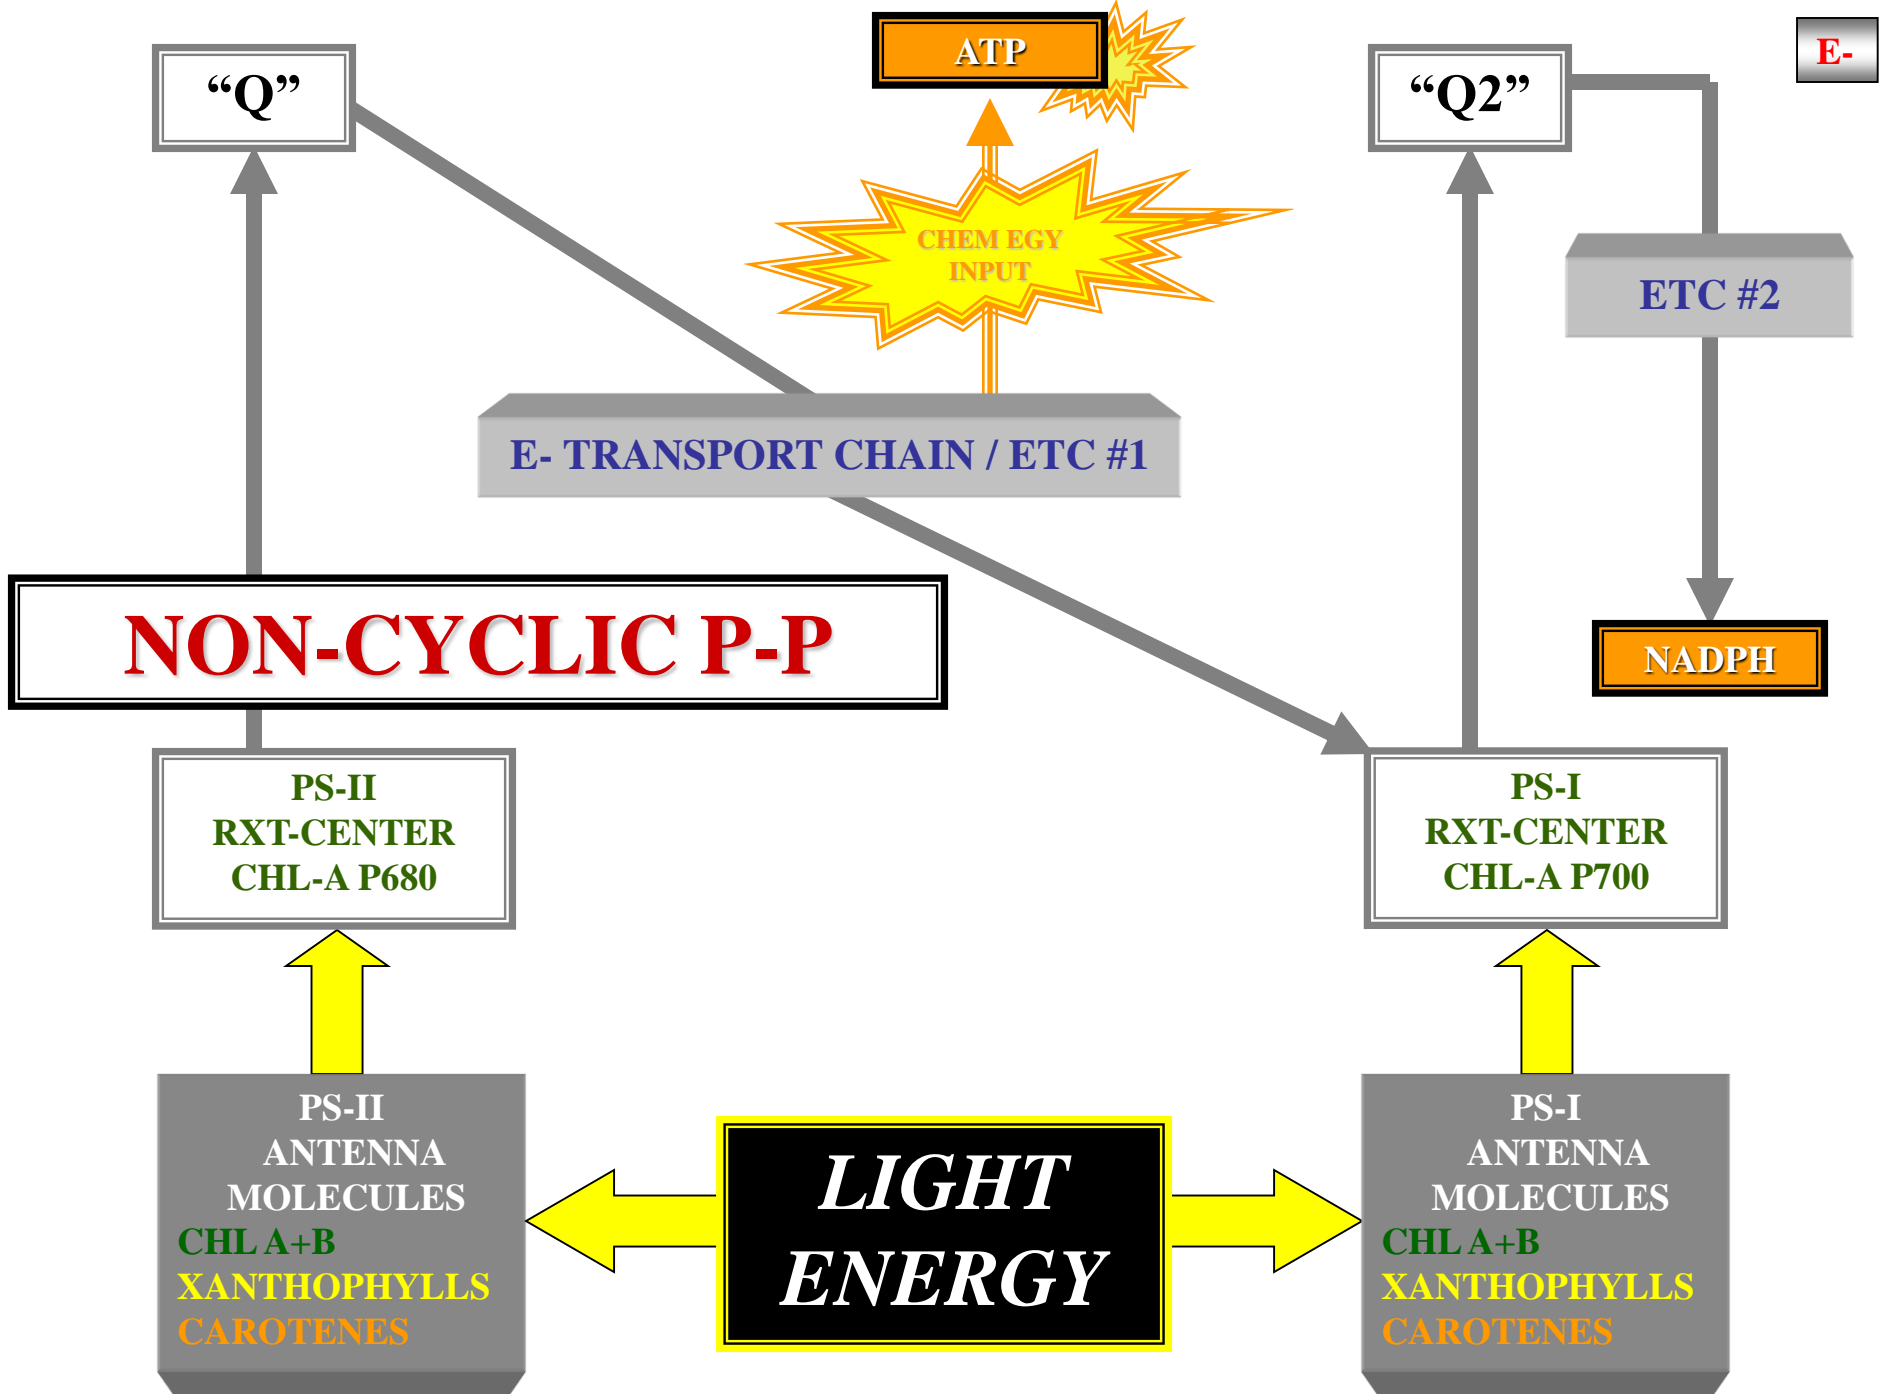 “Q”
ATP
“Q2”
E-
CHEM EGY
INPUT
ETC #2
E- TRANSPORT CHAIN / ETC #1
NON-CYCLIC P-P
NADPH
PS-II
RXT-CENTER
CHL-A P680
PS-I
RXT-CENTER
CHL-A P700
PS-II
ANTENNA
MOLECULES
CHL A+B
XANTHOPHYLLS
CAROTENES
LIGHT
ENERGY
PS-I
ANTENNA
MOLECULES
CHL A+B
XANTHOPHYLLS
CAROTENES